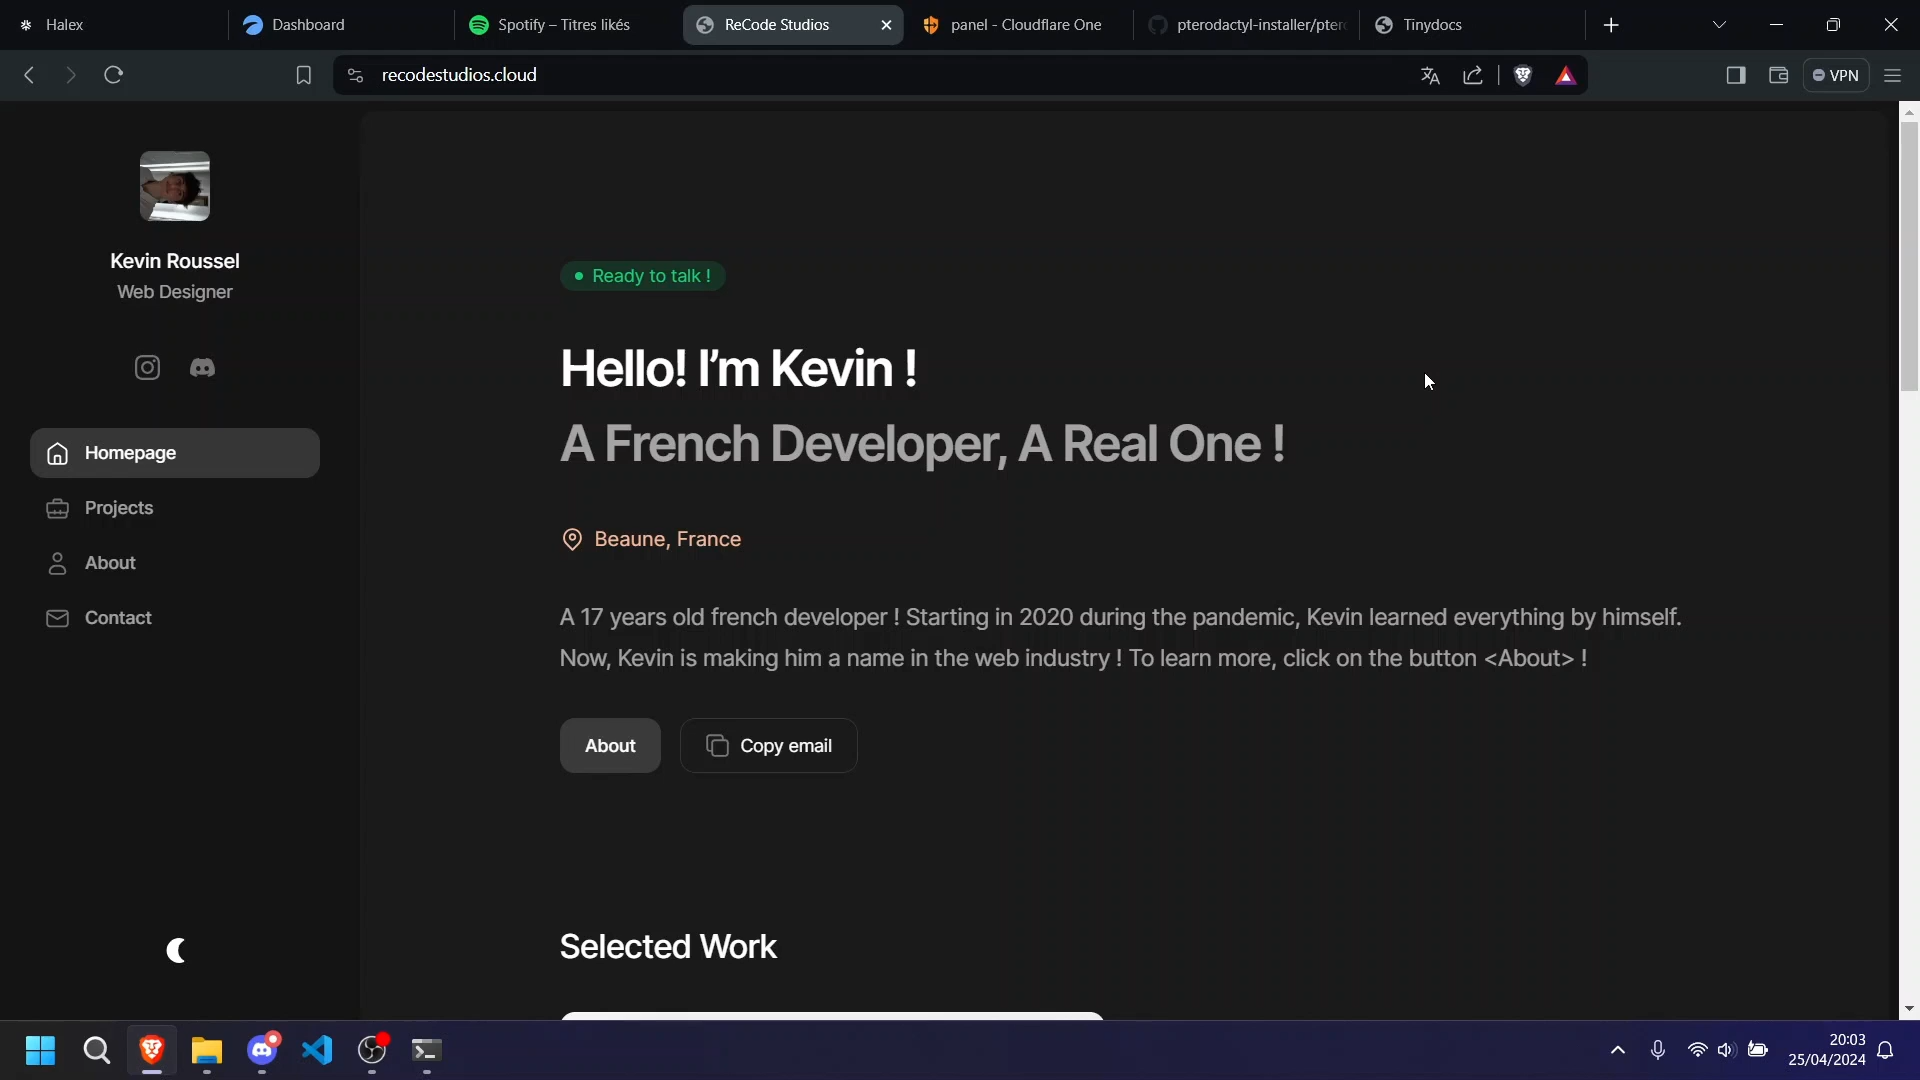 Halex
Dashboard
Spotify – Titres likés
ReCode Studios
panel - Cloudflare One
pterodactyl-installer/pter
Tinydocs
recodestudios.cloud
VPN
Kevin Roussel
Web Designer
Homepage
Projects
About
Contact
Ready to talk !
Hello! I’m Kevin !
A French Developer, A Real One !
Beaune, France
A 17 years old french developer ! Starting in 2020 during the pandemic, Kevin learned everything by himself.
Now, Kevin is making him a name in the web industry ! To learn more, click on the button <About> !
About
Copy email
Selected Work
20:03
25/04/2024